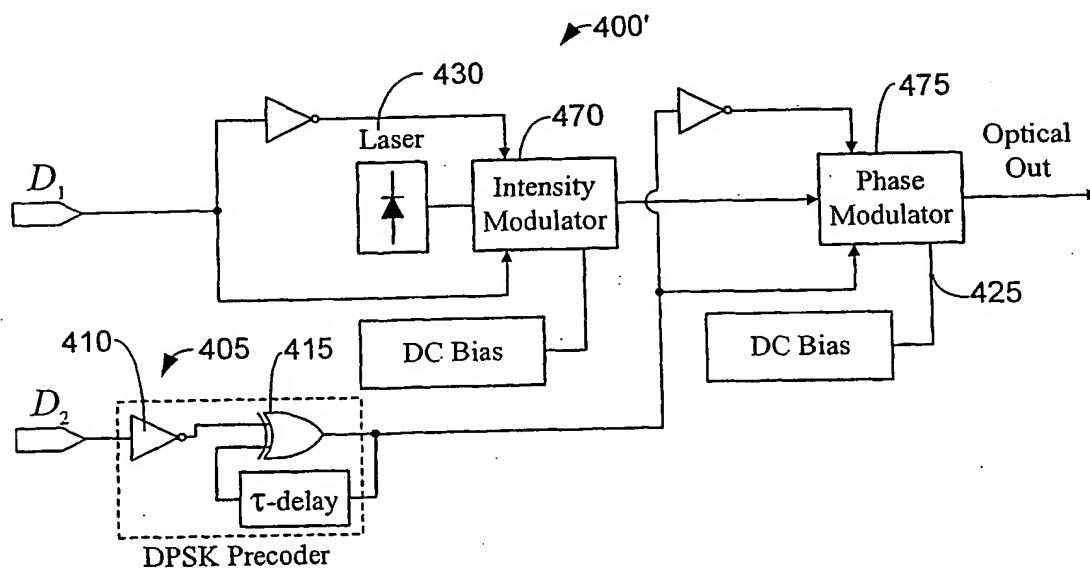 400'
430
475
Laser
470
Optical
Out
D1
Intensity
Modulator
Phase
Modulator
410
405
415
425
DC Bias
DC Bias
D2
τ-delay
DPSK Precoder